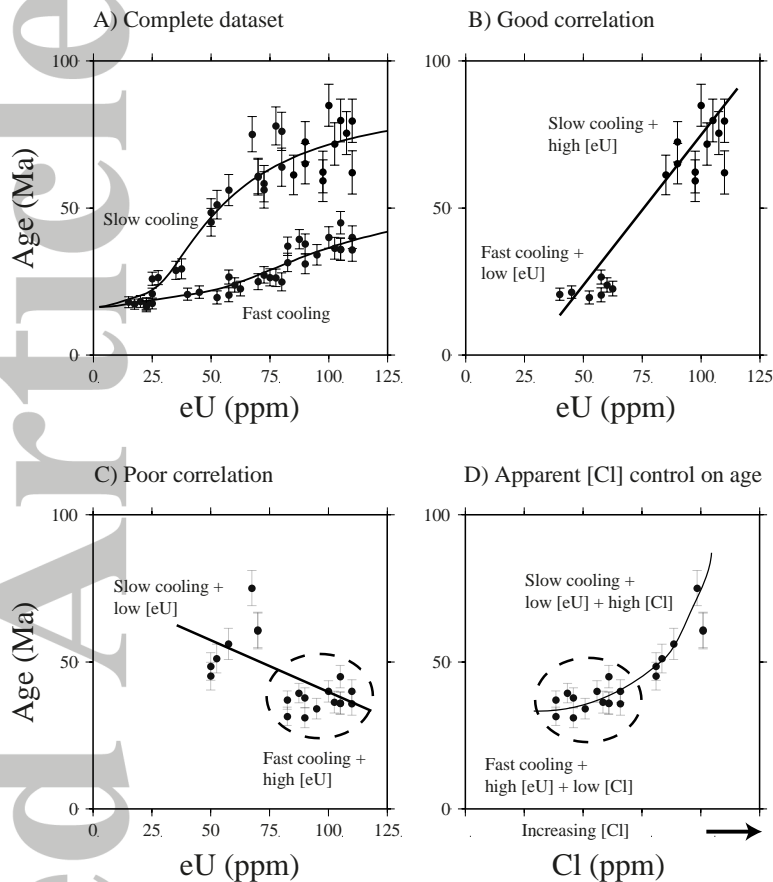 A) Complete dataset
B) Good correlation
Age (Ma)
100
50
0
Slow cooling
Fast cooling
0. 25. 50. 75. 100. 125.
eU (ppm)
100
50
0
Slow cooling +
high [eU]
Fast cooling +
low [eU]
0. 25. 50. 75. 100. 125
eU (ppm)
C) Poor correlation
D) Apparent [Cl] control on age
Age (Ma)
100
50
0
Slow cooling +
low [eU]
Fast cooling +
high [eU]
0. 25. 50. 75. 100. 125.
eU (ppm)
100
50
0
Slow cooling +
low [eU] + high [Cl]
Fast cooling +
high [eU] + low [Cl]
Increasing [Cl]
Cl (ppm)
ed Article